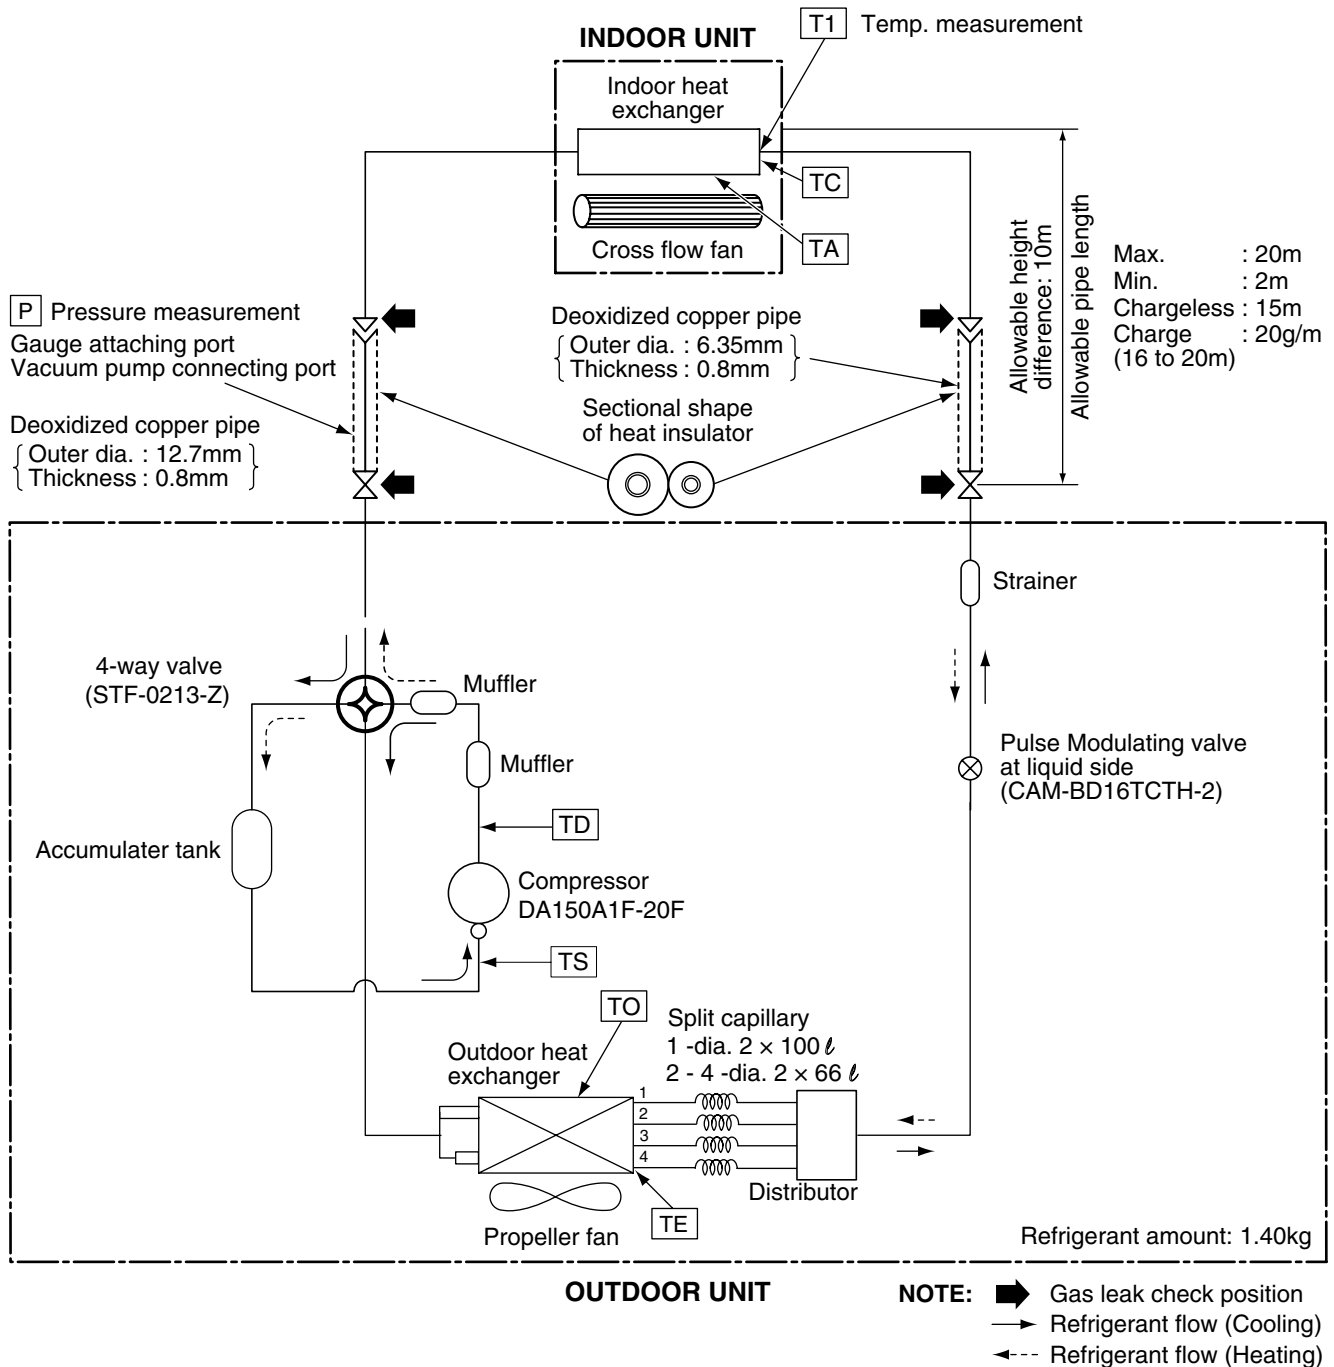 T1 Temp. measurement
INDOOR UNIT
Indoor heat
exchanger
TC
Cross flow fan
TA
Allowable height
difference: 10m
Allowable pipe length
Max. : 20m
Min. : 2m
Chargeless : 15m
Charge : 20g/m
(16 to 20m)
P Pressure measurement
Gauge attaching port
Vacuum pump connecting port
Deoxidized copper pipe
Outer dia. : 12.7mm
Thickness : 0.8mm
Deoxidized copper pipe
Outer dia. : 6.35mm
Thickness : 0.8mm
Sectional shape
of heat insulator
Strainer
4-way valve
(STF-0213-Z)
Muffler
Muffler
Pulse Modulating valve
at liquid side
(CAM-BD16TCTH-2)
TD
Accumulater tank
Compressor
DA150A1F-20F
TS
TO
Split capillary
1 -dia. 2 × 100 ℓ
2 - 4 -dia. 2 × 66 ℓ
Outdoor heat
exchanger
1
2
3
4
Distributor
TE
Propeller fan
Refrigerant amount: 1.40kg
OUTDOOR UNIT
NOTE: Gas leak check position
Refrigerant flow (Cooling)
Refrigerant flow (Heating)